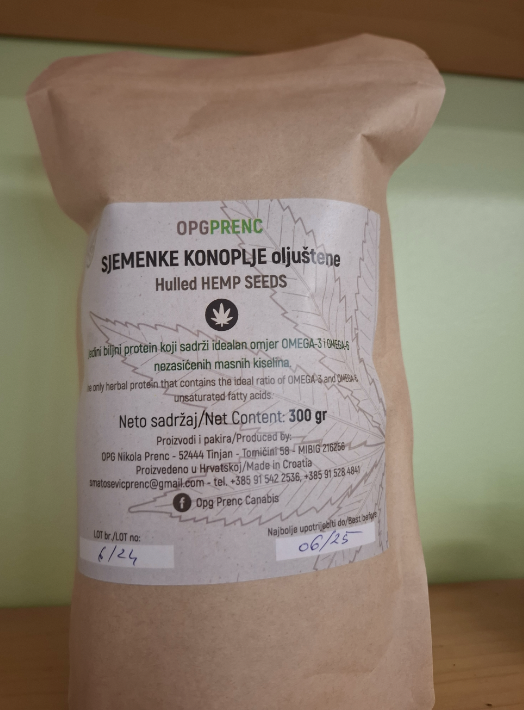 OPGPRENC
SJEMENKE KONOPLJE oljuštene
Hulled HEMP SEEDS
jedini biljni protein koji sadrži idealan omjer OMEGA-3 i OMEGA-6
nezasićenih masnih kiselina.
only herbal protein that contains the ideal ratio of OMEGA-3 and OMEGA-6
unsaturated fatty acids.
Neto sadržaj/Net Content: 300 gr
Proizvodi i pakira/Produced by:
OPG Nikola Prenc - 52444 Tinjan - Tomičini 58 - MIBIG 216256
Proizvedeno u Hrvatskoj/Made in Croatia
smatosevicprenc@gmail.com - tel. +385 91 542 2536, +385 91 528 4840
f Opg Prenc Canabis
LOT br./LOT no:
6/24
Najbolje upotrijebiti do/Best before
06/25